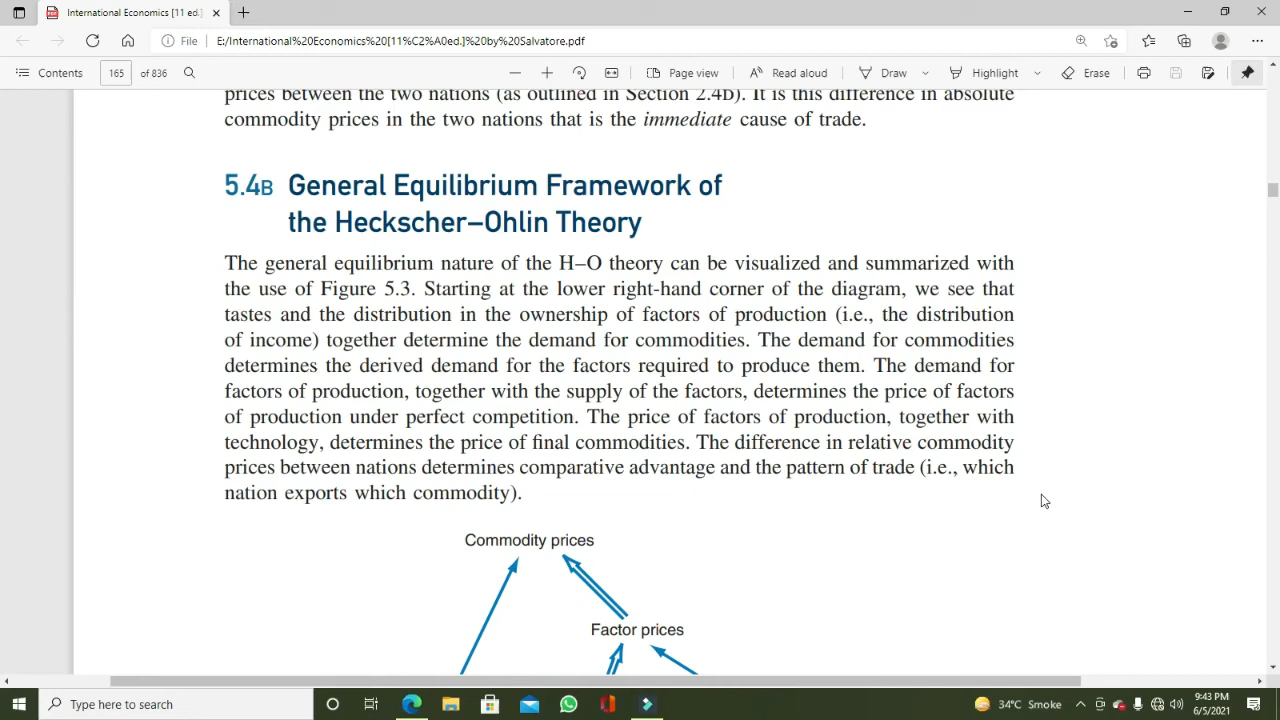 International Economics [11 ed.]
File
E:/International%20Economics%20[11%C2%A0ed.]%20by%20Salvatore.pdf
Contents
165
of 836
Page view
Read aloud
Draw
Highlight
Erase
prices between the two nations (as outlined in Section 2.4D). It is this difference in absolute
commodity prices in the two nations that is the immediate cause of trade.
5.4B General Equilibrium Framework of
the Heckscher–Ohlin Theory
The general equilibrium nature of the H–O theory can be visualized and summarized with
the use of Figure 5.3. Starting at the lower right-hand corner of the diagram, we see that
tastes and the distribution in the ownership of factors of production (i.e., the distribution
of income) together determine the demand for commodities. The demand for commodities
determines the derived demand for the factors required to produce them. The demand for
factors of production, together with the supply of the factors, determines the price of factors
of production under perfect competition. The price of factors of production, together with
technology, determines the price of final commodities. The difference in relative commodity
prices between nations determines comparative advantage and the pattern of trade (i.e., which
nation exports which commodity).
Commodity prices
Factor prices
Type here to search
34°C Smoke
9:43 PM
6/5/2021